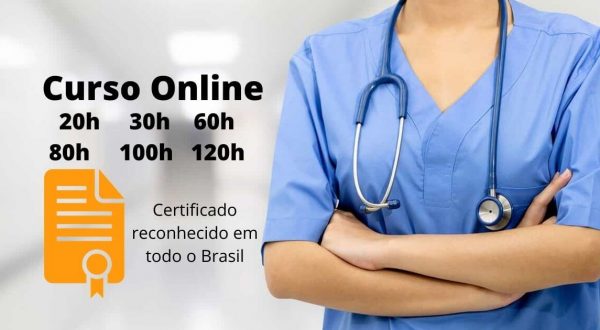 Curso Online
20h 30h 60h
80h 100h 120h
Certificado
reconhecido em
todo o Brasil